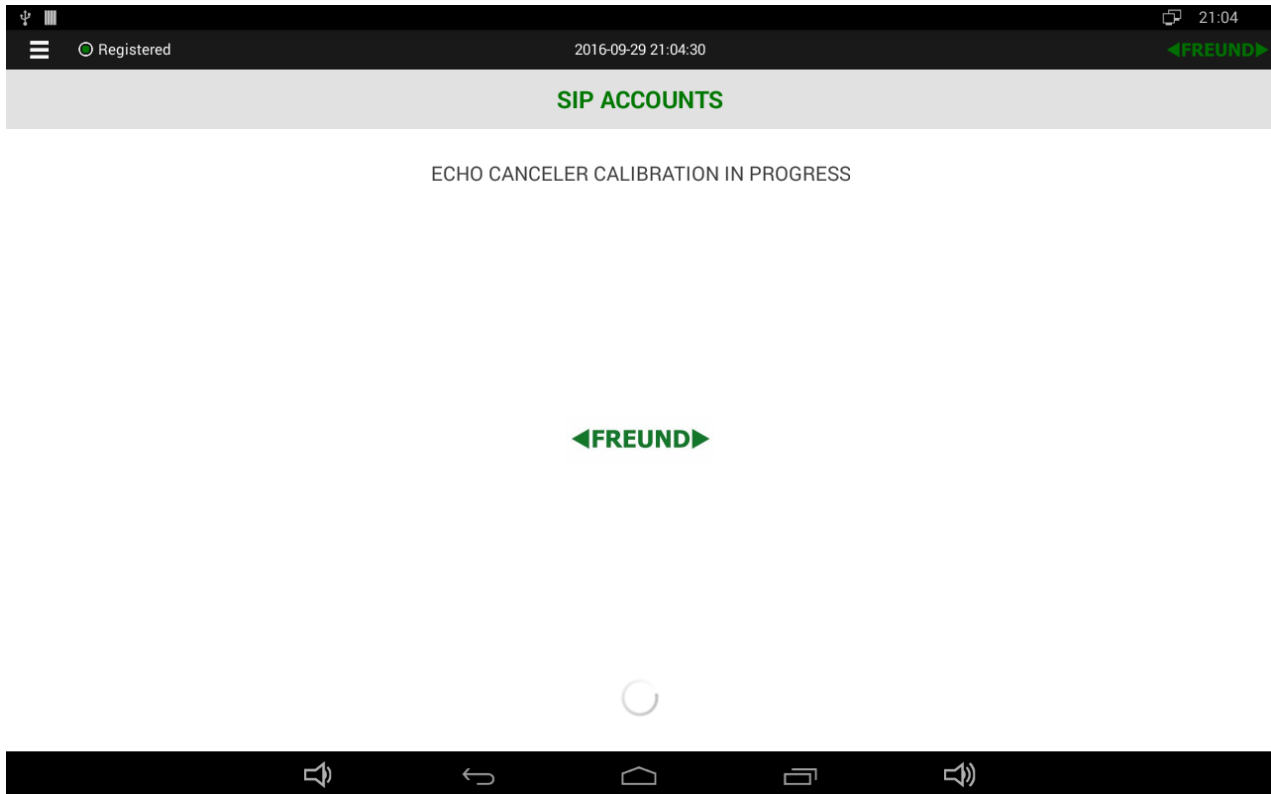 21:04
Registered 2016-09-29 21:04:30 ◀FREUND▶
SIP ACCOUNTS
ECHO CANCELER CALIBRATION IN PROGRESS
◀FREUND▶